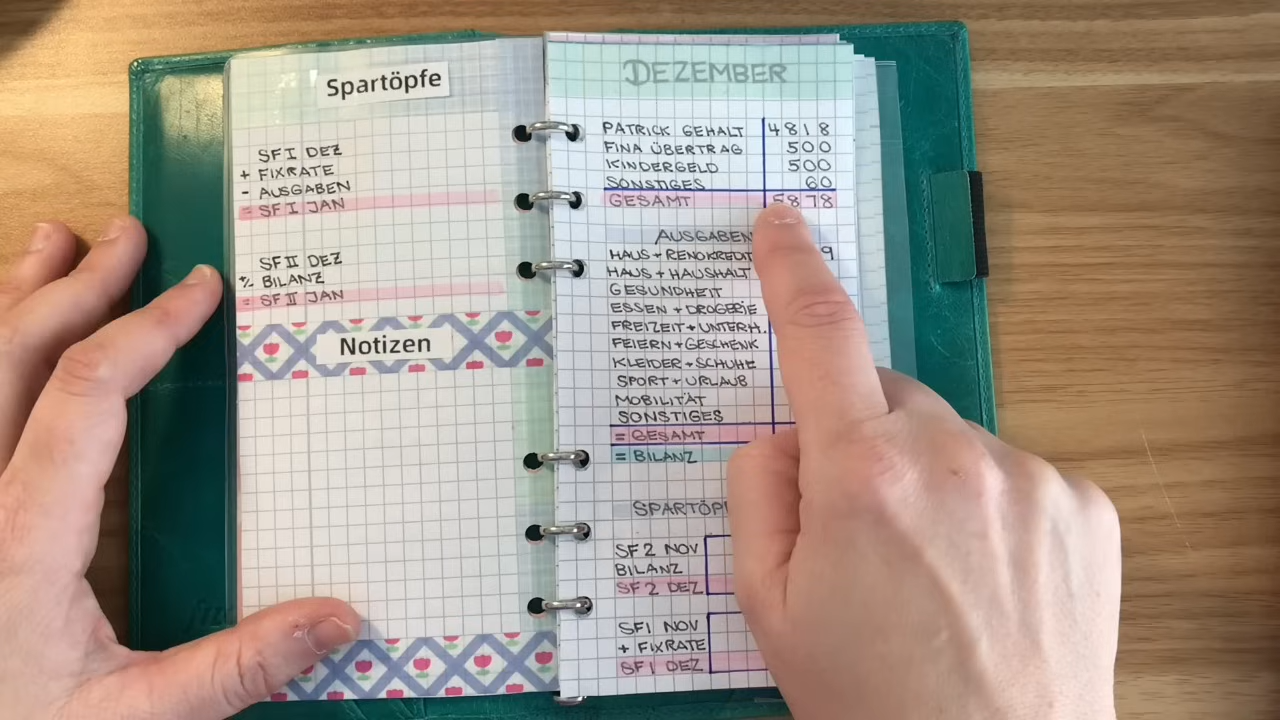 Spartöpfe
SF I DEZ
+ FIXRATE
- AUSGABEN
= SF I JAN
SF II DEZ
+/- BILANZ
= SF II JAN
Notizen
DEZEMBER
PATRICK GEHALT 4818
FINA ÜBERTRAG 500
KINDERGELD 500
SONSTIGES 60
GESAMT 5878
AUSGABEN
HAUS + RENOKREDIT 9
HAUS + HAUSHALT
GESUNDHEIT
ESSEN + DROGERIE
FREIZEIT + UNTERH.
FEIERN + GESCHENK
KLEIDER + SCHUHE
SPORT + URLAUB
MOBILITÄT
SONSTIGES
= GESAMT
= BILANZ
SPARTÖPF
SF 2 NOV
BILANZ
SF 2 DEZ
SF1 NOV
+ FIXRATE
SF1 DEZ